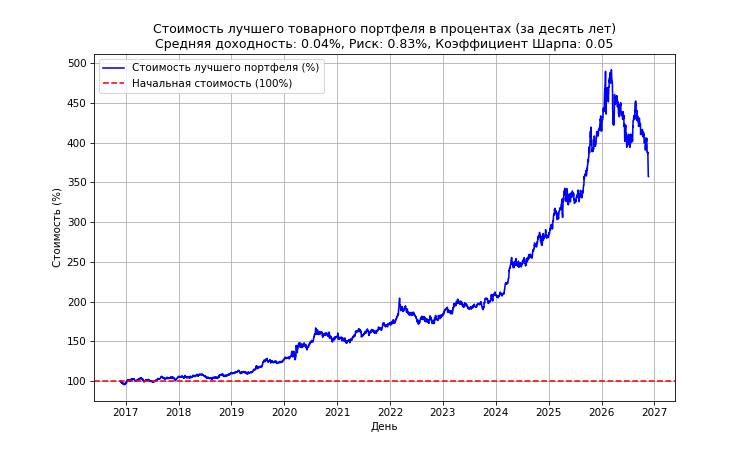 Стоимость лучшего товарного портфеля в процентах (за десять лет)
Средняя доходность: 0.04%, Риск: 0.83%, Коэффициент Шарпа: 0.05
Стоимость лучшего портфеля (%)
Начальная стоимость (100%)
Стоимость (%)
500
450
400
350
300
250
200
150
100
2017 2018 2019 2020 2021 2022 2023 2024 2025 2026 2027
День